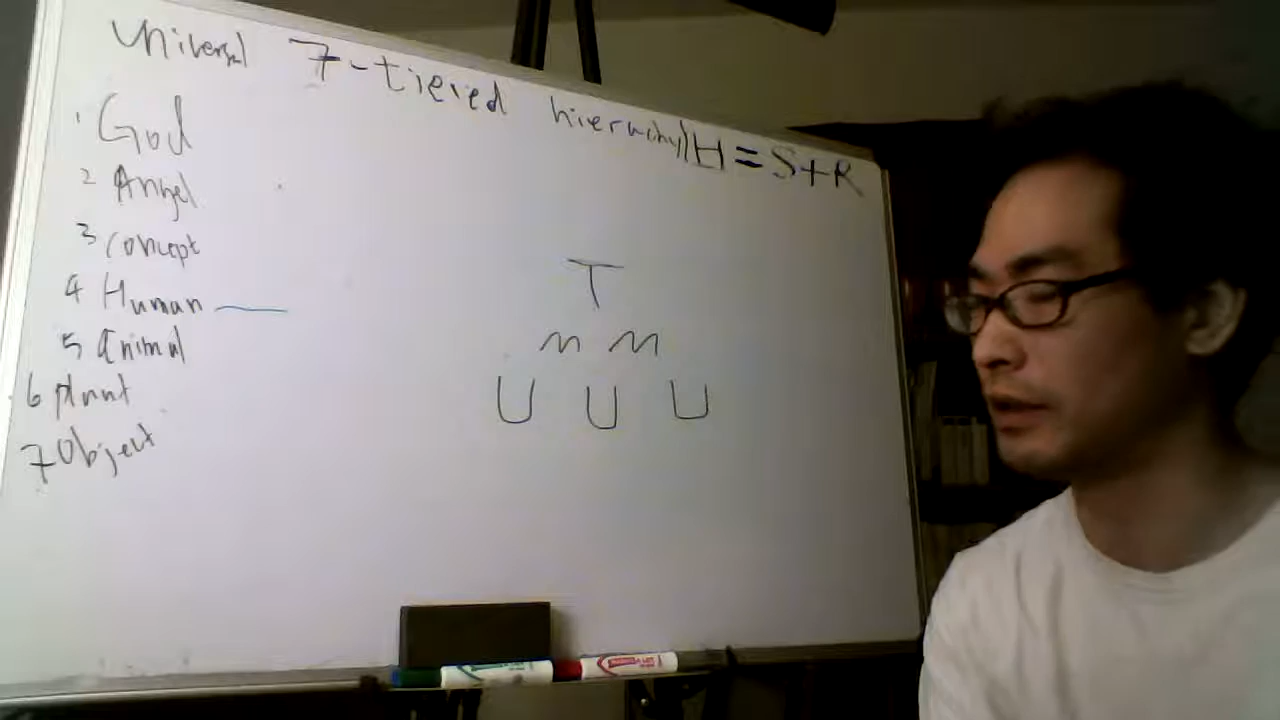 Universal 7-tiered hierarchy H = S+R
1 God
2 Angel
3 Concept
4 Human
5 Animal
6 plant
7 Object
T
m m
U U U